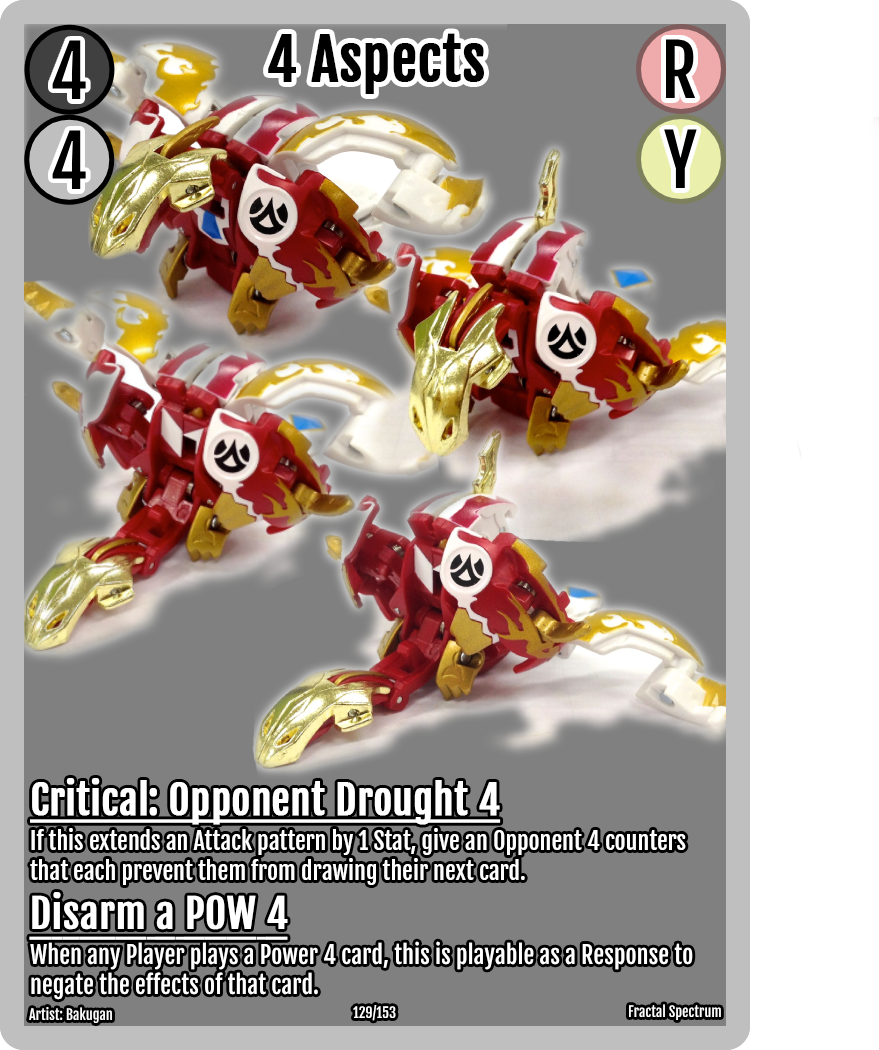 4
4 Aspects
R
4
Y
Critical: Opponent Drought 4
If this extends an Attack pattern by 1 Stat, give an Opponent 4 counters
that each prevent them from drawing their next card.
Disarm a POW 4
When any Player plays a Power 4 card, this is playable as a Response to
negate the effects of that card.
Artist: Bakugan
129/153
Fractal Spectrum